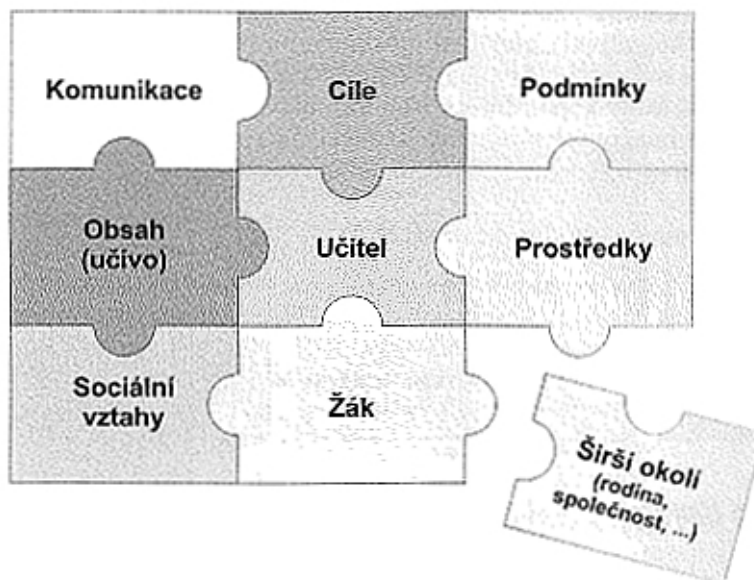 Komunikace
Cíle
Podmínky
Obsah
(učivo)
Učitel
Prostředky
Sociální
vztahy
Žák
Širší okolí
(rodina,
společnost, ...)